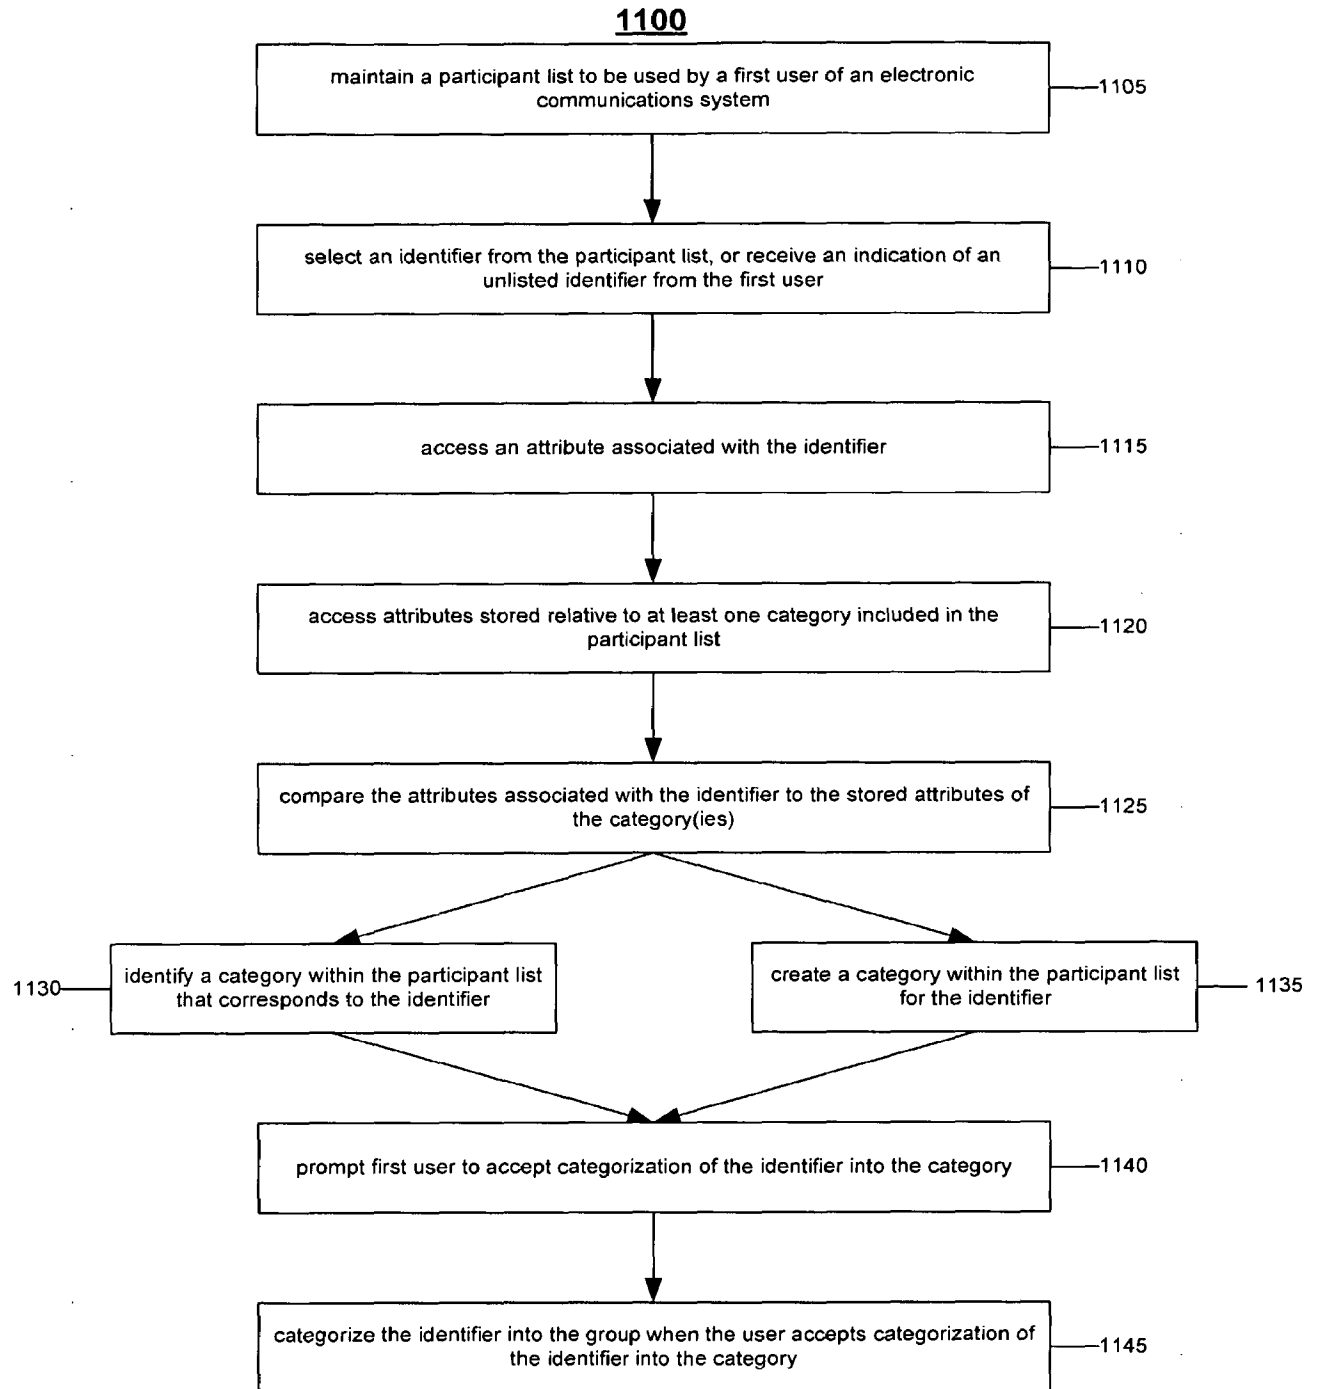 1100
maintain a participant list to be used by a first user of an electronic
communications system
1105
select an identifier from the participant list, or receive an indication of an
unlisted identifier from the first user
1110
access an attribute associated with the identifier
1115
access attributes stored relative to at least one category included in the
participant list
1120
compare the attributes associated with the identifier to the stored attributes of
the category(ies)
1125
1130
identify a category within the participant list
that corresponds to the identifier
create a category within the participant list
for the identifier
1135
prompt first user to accept categorization of the identifier into the category
1140
categorize the identifier into the group when the user accepts categorization of
the identifier into the category
1145